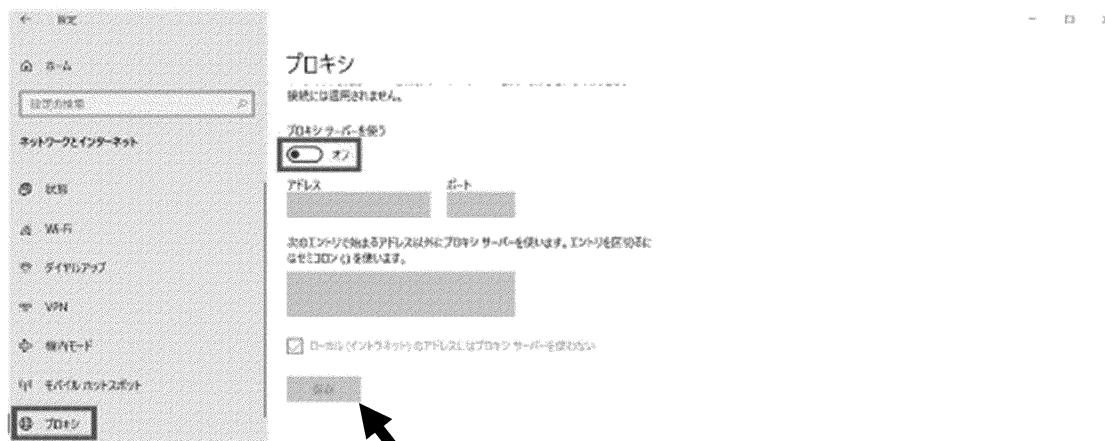 設定
ホーム
設定の検索
ネットワークとインターネット
状態
Wi-Fi
ダイヤルアップ
VPN
機内モード
モバイル ホットスポット
プロキシ
プロキシ
接続には適用されません。
プロキシ サーバーを使う
オフ
アドレス
ポート
次のエントリで始まるアドレス以外にプロキシ サーバーを使います。エントリを区切るに
はセミコロン (;) を使います。
ローカル (イントラネット) のアドレスにはプロキシ サーバーを使わない
保存